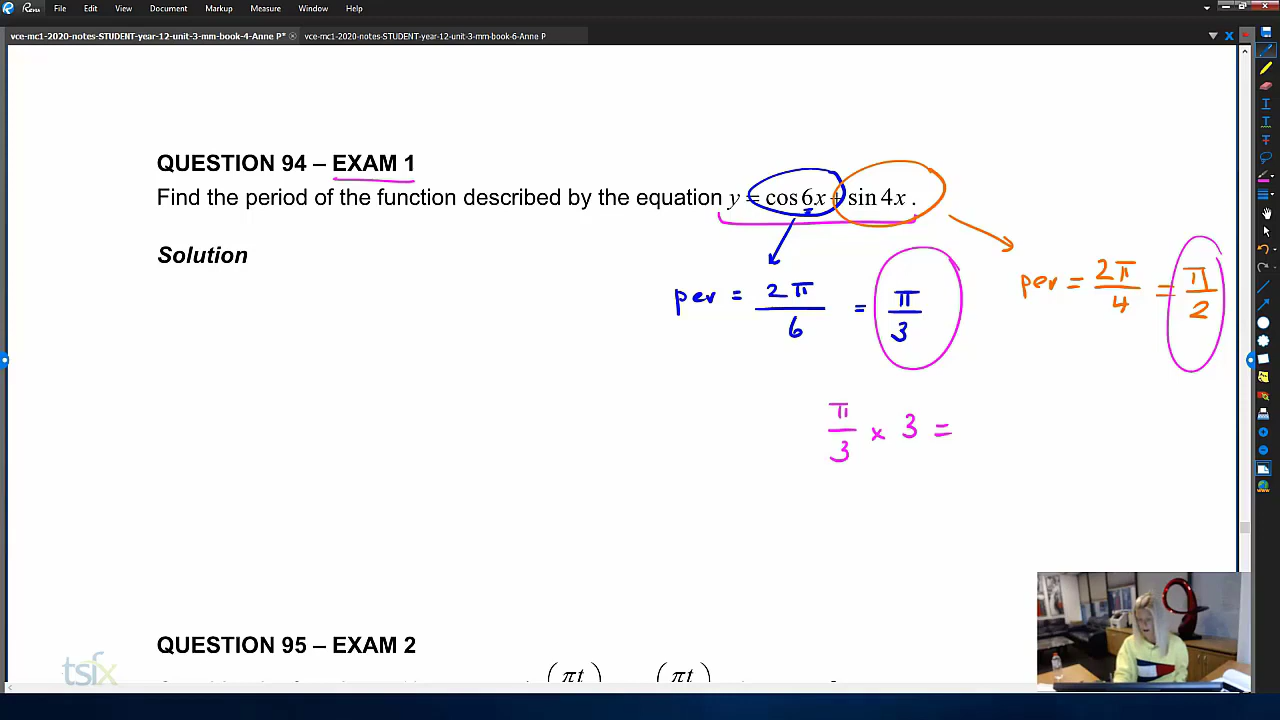 File Edit View Document Markup Measure Window Help
vce-mc1-2020-notes-STUDENT-year-12-unit-3-mm-book-4-Anne P* vce-mc1-2020-notes-STUDENT-year-12-unit-3-mm-book-6-Anne P
QUESTION 94 – EXAM 1
Find the period of the function described by the equation y = cos 6x + sin 4x .
Solution
per = 2π/6 = π/3
per = 2π/4 = π/2
π/3 × 3 =
QUESTION 95 – EXAM 2
(πt) (πt)
tsfx